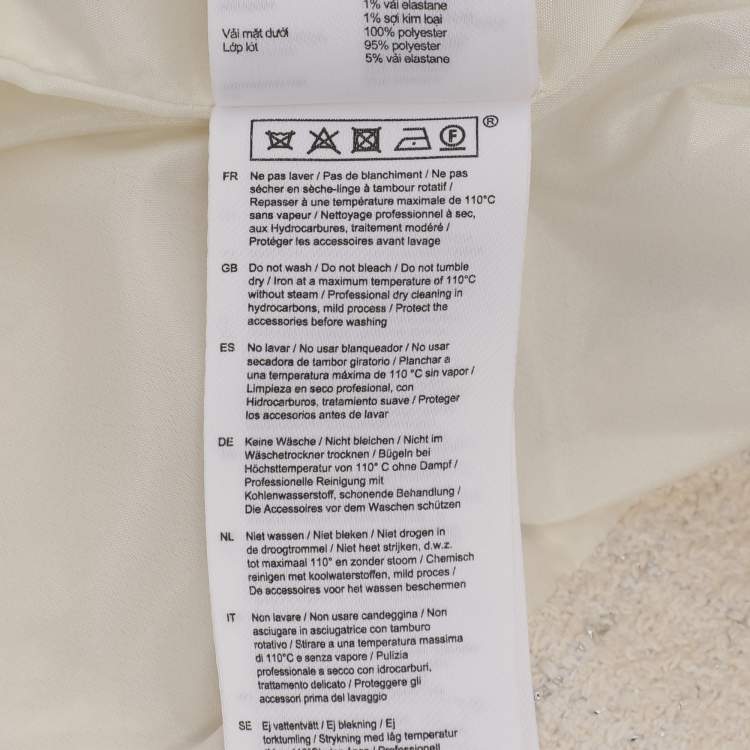 1% vải elastane
1% sợi kim loại
Vải mặt dưới 100% polyester
Lớp lót 95% polyester
5% vải elastane
F ®
FR Ne pas laver / Pas de blanchiment / Ne pas
sécher en sèche-linge à tambour rotatif /
Repasser à une température maximale de 110°C
sans vapeur / Nettoyage professionnel à sec,
aux Hydrocarbures, traitement modéré /
Protéger les accessoires avant lavage
GB Do not wash / Do not bleach / Do not tumble
dry / Iron at a maximum temperature of 110°C
without steam / Professional dry cleaning in
hydrocarbons, mild process / Protect the
accessories before washing
ES No lavar / No usar blanqueador / No usar
secadora de tambor giratorio / Planchar a
una temperatura máxima de 110 °C sin vapor /
Limpieza en seco profesional, con
Hidrocarburos, tratamiento suave / Proteger
los accesorios antes de lavar
DE Keine Wäsche / Nicht bleichen / Nicht im
Wäschetrockner trocknen / Bügeln bei
Höchsttemperatur von 110° C ohne Dampf /
Professionelle Reinigung mit
Kohlenwasserstoff, schonende Behandlung /
Die Accessoires vor dem Waschen schützen
NL Niet wassen / Niet bleken / Niet drogen in
de droogtrommel / Niet heet strijken, d.w.z.
tot maximaal 110° en zonder stoom / Chemisch
reinigen met koolwaterstoffen, mild proces /
De accessoires voor het wassen beschermen
IT Non lavare / Non usare candeggina / Non
asciugare in asciugatrice con tamburo
rotativo / Stirare a una temperatura massima
di 110°C e senza vapore / Pulizia
professionale a secco con idrocarburi,
trattamento delicato / Proteggere gli
accessori prima del lavaggio
SE Ej vattentvätt / Ej blekning / Ej
torktumling / Strykning med låg temperatur